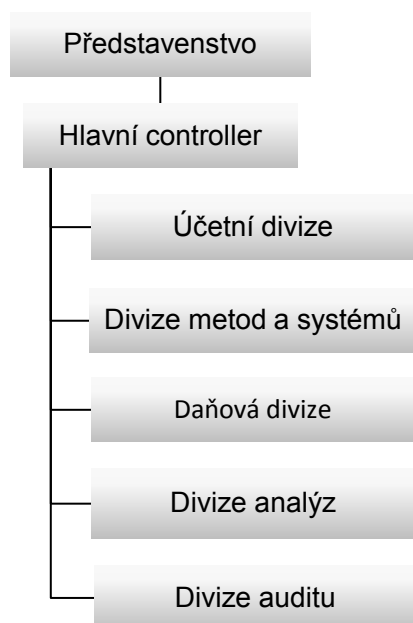 Představenstvo
Hlavní controller
Účetní divize
Divize metod a systémů
Daňová divize
Divize analýz
Divize auditu